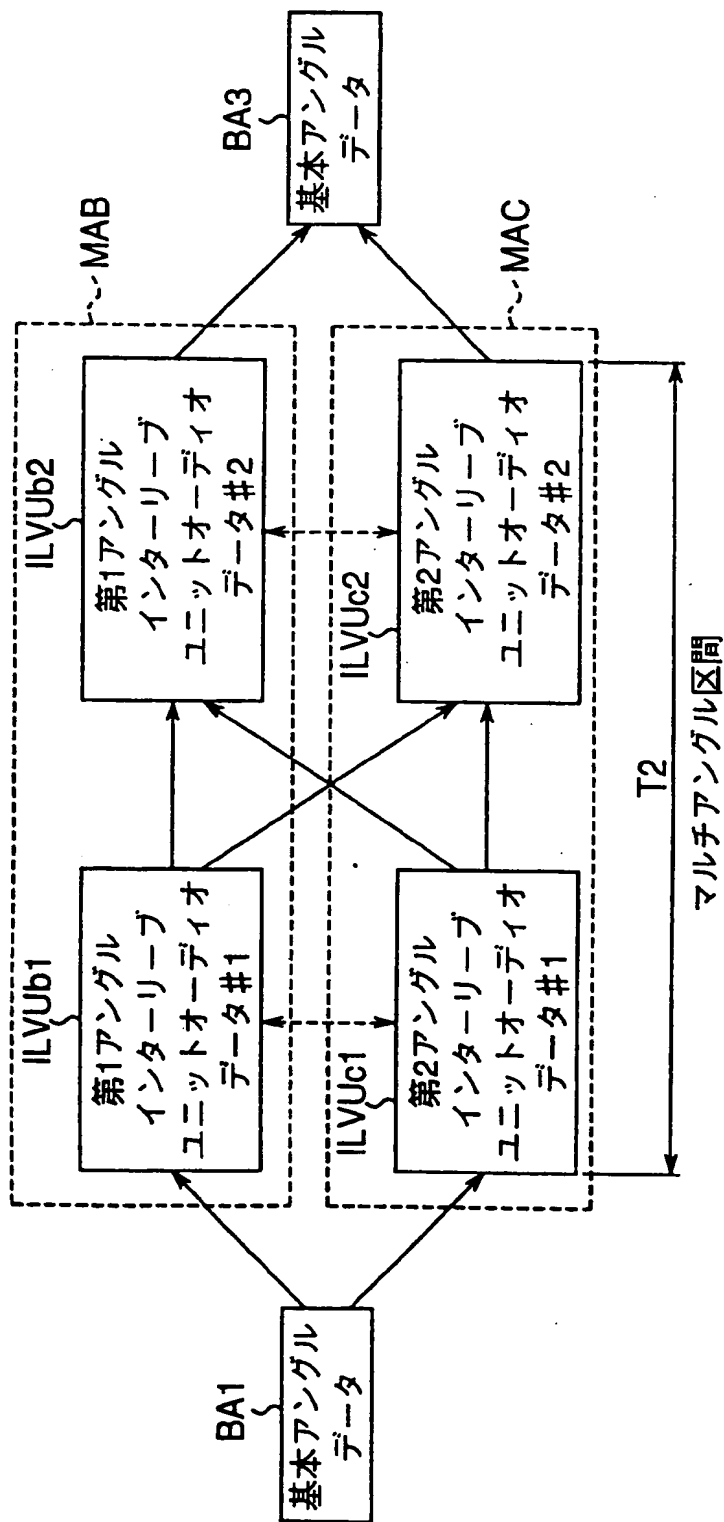 BA1
基本アングル
データ
MAB
ILVUb1
第1アングル
インターリーブ
ユニットオーディオ
データ#1
ILVUb2
第1アングル
インターリーブ
ユニットオーディオ
データ#2
MAC
ILVUc1
第2アングル
インターリーブ
ユニットオーディオ
データ#1
ILVUc2
第2アングル
インターリーブ
ユニットオーディオ
データ#2
BA3
基本アングル
データ
T2
マルチアングル区間